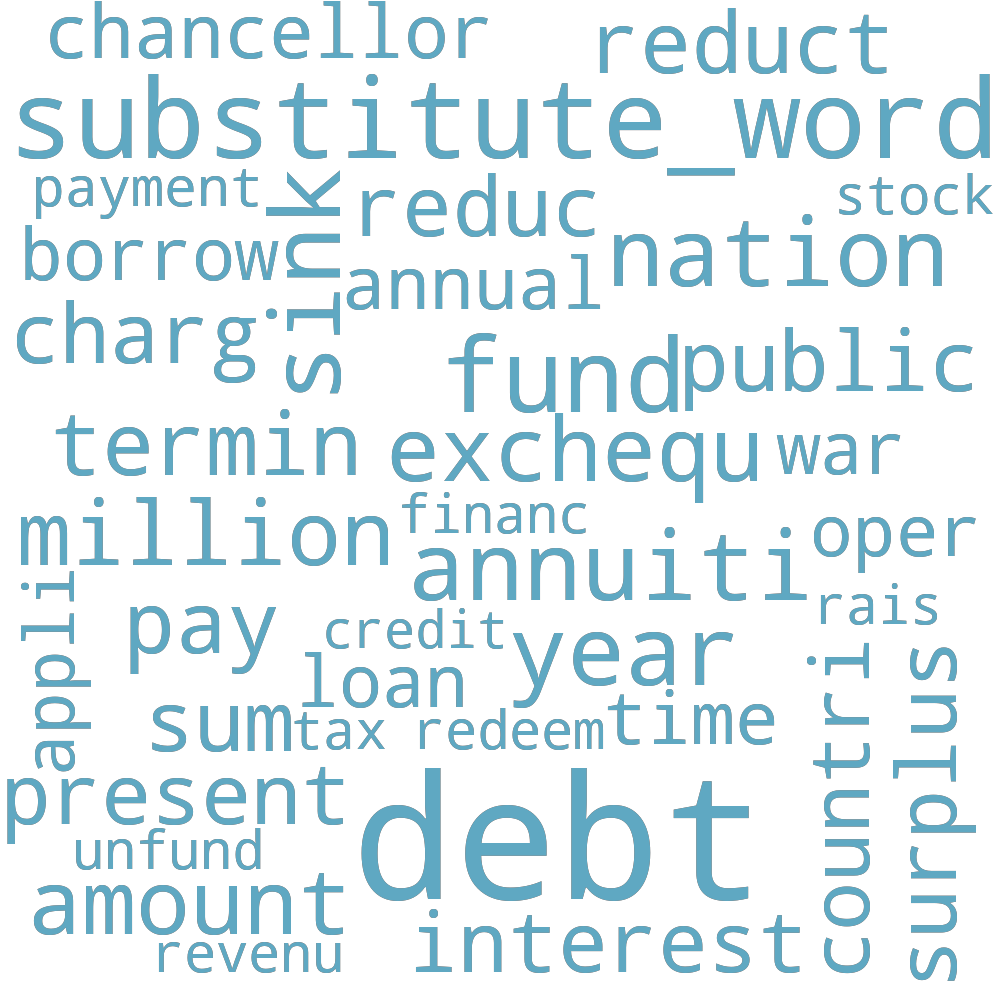 chancellor
reduct
substitute_word
payment
sink
reduc
stock
borrow
annual
nation
charg
fund
public
termin
exchequ
war
million
financ
annuiti
oper
appli
pay
credit
year
rais
loan
countri
surplus
sum
tax
redeem
time
present
debt
unfund
amount
revenu
interest